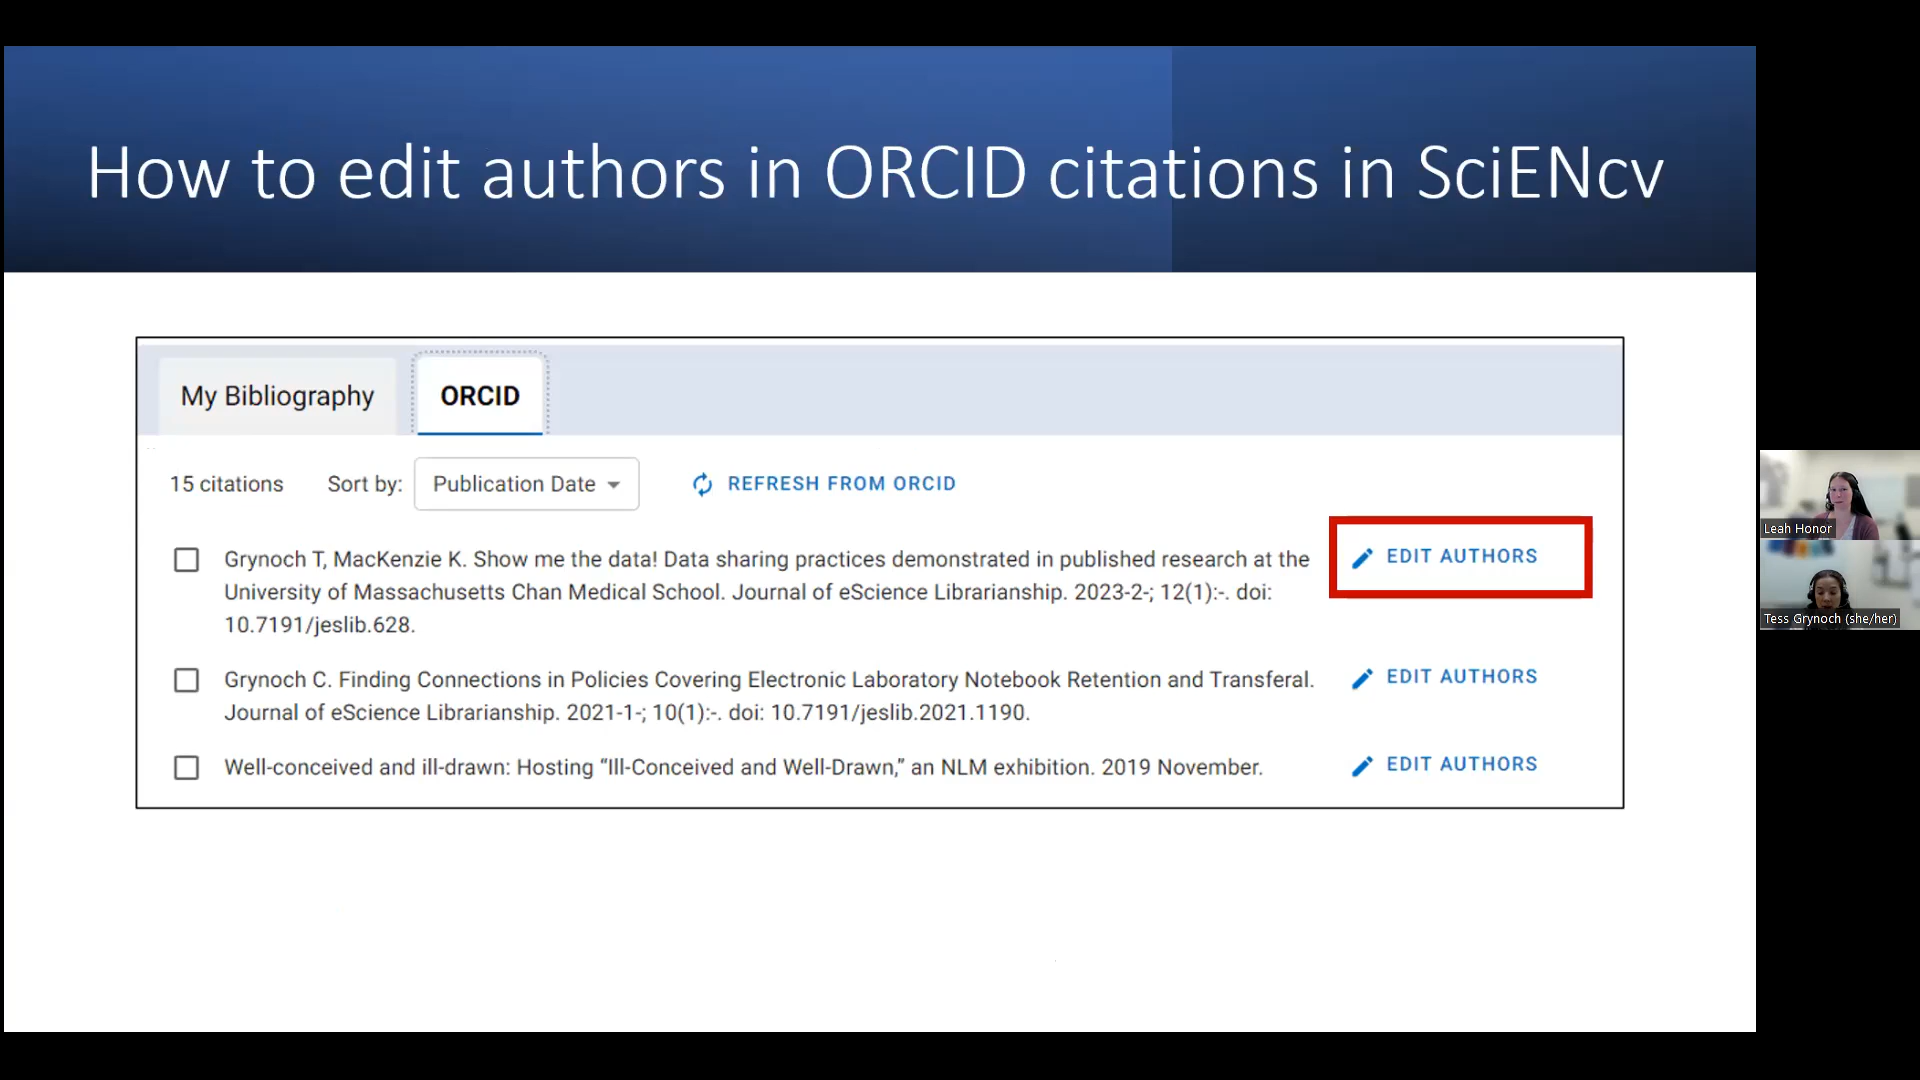 How to edit authors in ORCID citations in SciENcv
My Bibliography
ORCID
15 citations
Sort by:
Publication Date
REFRESH FROM ORCID
Grynoch T, MacKenzie K. Show me the data! Data sharing practices demonstrated in published research at the
University of Massachusetts Chan Medical School. Journal of eScience Librarianship. 2023-2-; 12(1):-. doi:
10.7191/jeslib.628.
EDIT AUTHORS
Grynoch C. Finding Connections in Policies Covering Electronic Laboratory Notebook Retention and Transferal.
Journal of eScience Librarianship. 2021-1-; 10(1):-. doi: 10.7191/jeslib.2021.1190.
EDIT AUTHORS
Well-conceived and ill-drawn: Hosting “Ill-Conceived and Well-Drawn,” an NLM exhibition. 2019 November.
EDIT AUTHORS
Leah Honor
Tess Grynoch (she/her)